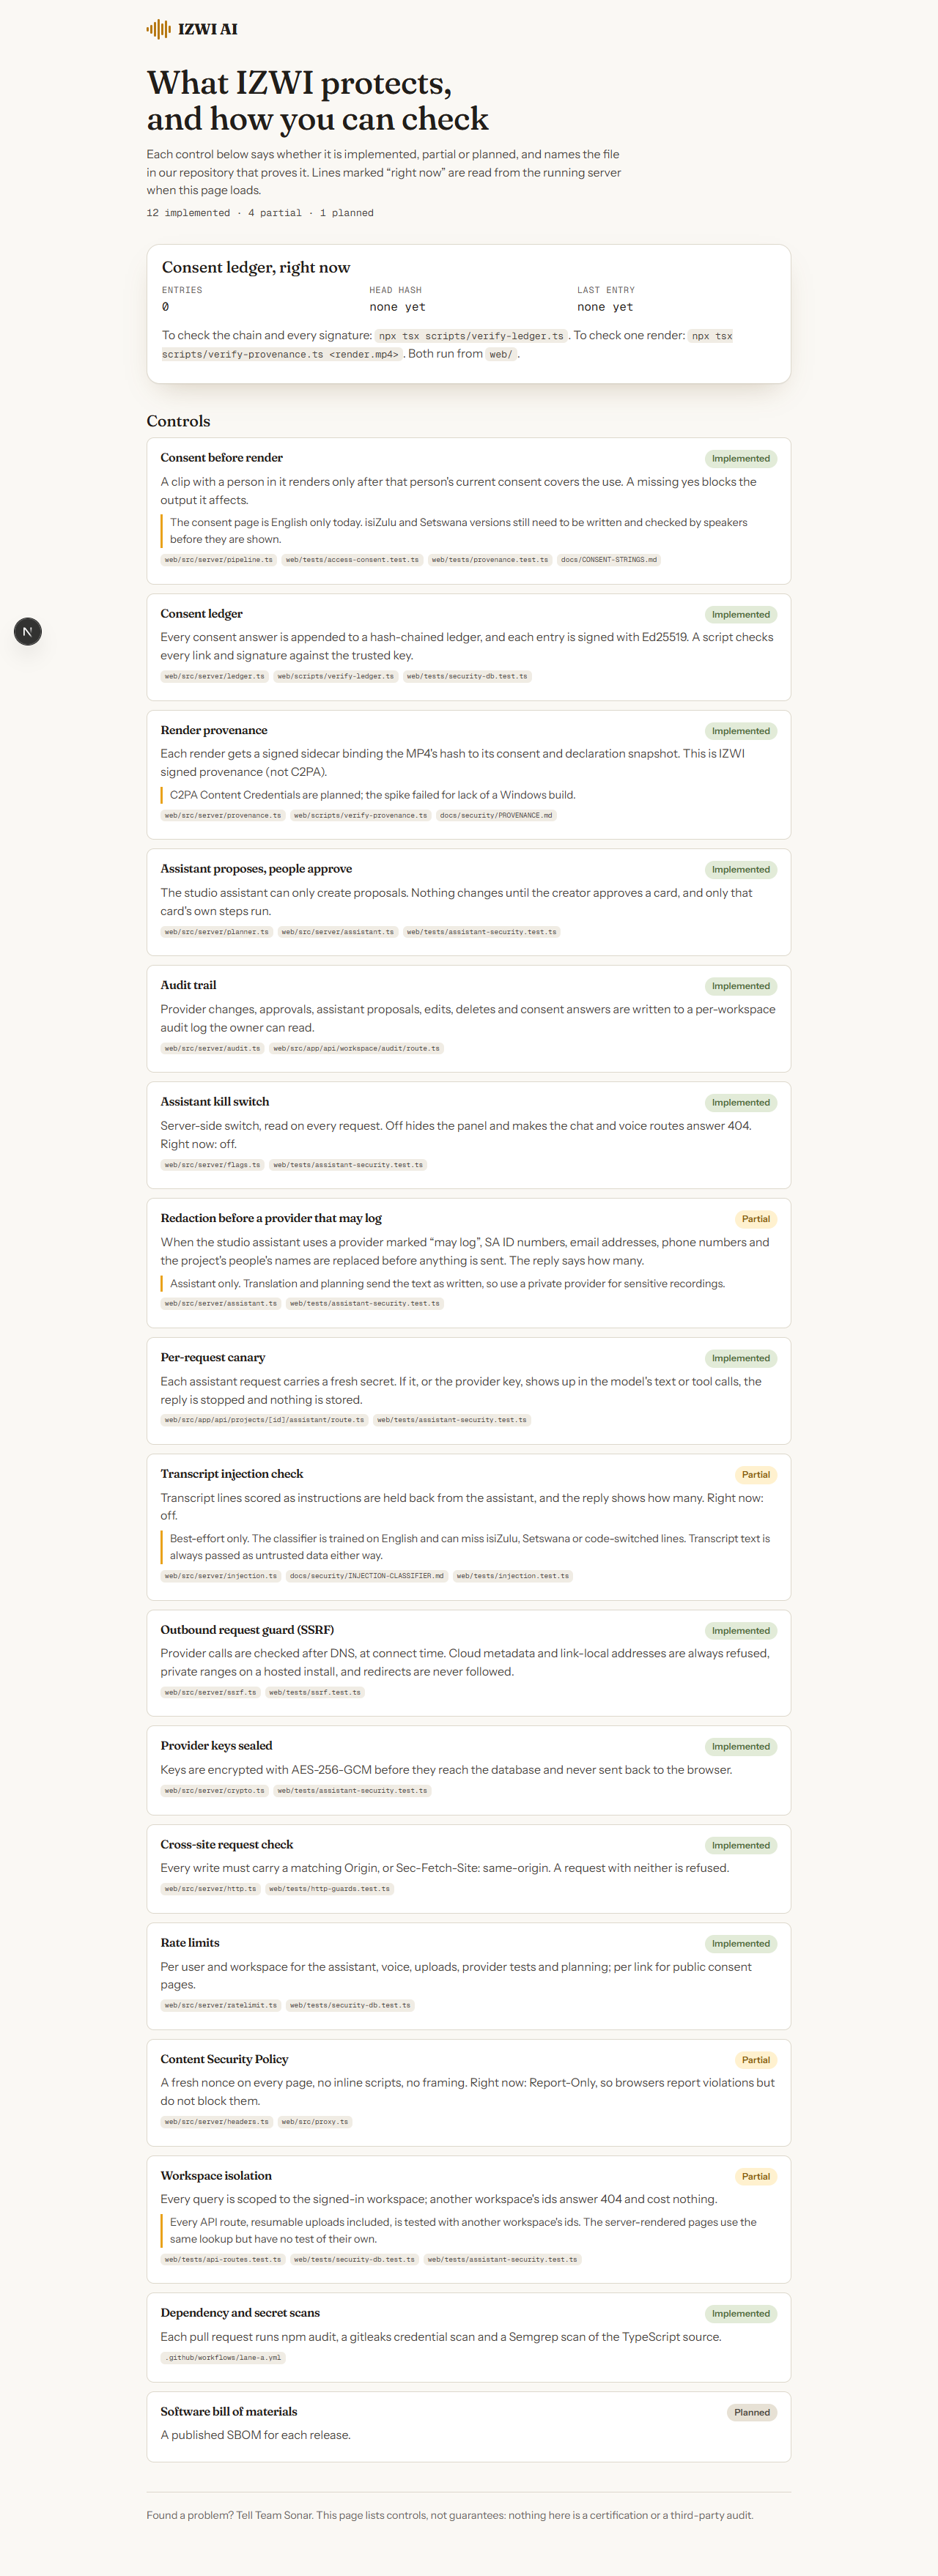 IZWI AI
What IZWI protects,
and how you can check
Each control below says whether it is implemented, partial or planned, and names the file
in our repository that proves it. Lines marked “right now” are read from the running server
when this page loads.
12 implemented · 4 partial · 1 planned
Consent ledger, right now
ENTRIES HEAD HASH LAST ENTRY
0 none yet none yet
To check the chain and every signature: npx tsx scripts/verify-ledger.ts . To check one render: npx tsx
scripts/verify-provenance.ts <render.mp4> . Both run from web/ .
Controls
Consent before render Implemented
A clip with a person in it renders only after that person's current consent covers the use. A missing yes blocks the
output it affects.
The consent page is English only today. isiZulu and Setswana versions still need to be written and checked by speakers
before they are shown.
web/src/server/pipeline.ts web/tests/access-consent.test.ts web/tests/provenance.test.ts docs/CONSENT-STRINGS.md
Consent ledger Implemented
Every consent answer is appended to a hash-chained ledger, and each entry is signed with Ed25519. A script checks
every link and signature against the trusted key.
web/src/server/ledger.ts web/scripts/verify-ledger.ts web/tests/security-db.test.ts
Render provenance Implemented
Each render gets a signed sidecar binding the MP4's hash to its consent and declaration snapshot. This is IZWI
signed provenance (not C2PA).
C2PA Content Credentials are planned; the spike failed for lack of a Windows build.
web/src/server/provenance.ts web/scripts/verify-provenance.ts docs/security/PROVENANCE.md
Assistant proposes, people approve Implemented
The studio assistant can only create proposals. Nothing changes until the creator approves a card, and only that
card's own steps run.
web/src/server/planner.ts web/src/server/assistant.ts web/tests/assistant-security.test.ts
Audit trail Implemented
Provider changes, approvals, assistant proposals, edits, deletes and consent answers are written to a per-workspace
audit log the owner can read.
web/src/server/audit.ts web/src/app/api/workspace/audit/route.ts
Assistant kill switch Implemented
Server-side switch, read on every request. Off hides the panel and makes the chat and voice routes answer 404.
Right now: off.
web/src/server/flags.ts web/tests/assistant-security.test.ts
Redaction before a provider that may log Partial
When the studio assistant uses a provider marked “may log”, SA ID numbers, email addresses, phone numbers and
the project's people's names are replaced before anything is sent. The reply says how many.
Assistant only. Translation and planning send the text as written, so use a private provider for sensitive recordings.
web/src/server/assistant.ts web/tests/assistant-security.test.ts
Per-request canary Implemented
Each assistant request carries a fresh secret. If it, or the provider key, shows up in the model's text or tool calls, the
reply is stopped and nothing is stored.
web/src/app/api/projects/[id]/assistant/route.ts web/tests/assistant-security.test.ts
Transcript injection check Partial
Transcript lines scored as instructions are held back from the assistant, and the reply shows how many. Right now:
off.
Best-effort only. The classifier is trained on English and can miss isiZulu, Setswana or code-switched lines. Transcript text is
always passed as untrusted data either way.
web/src/server/injection.ts docs/security/INJECTION-CLASSIFIER.md web/tests/injection.test.ts
Outbound request guard (SSRF) Implemented
Provider calls are checked after DNS, at connect time. Cloud metadata and link-local addresses are always refused,
private ranges on a hosted install, and redirects are never followed.
web/src/server/ssrf.ts web/tests/ssrf.test.ts
Provider keys sealed Implemented
Keys are encrypted with AES-256-GCM before they reach the database and never sent back to the browser.
web/src/server/crypto.ts web/tests/assistant-security.test.ts
Cross-site request check Implemented
Every write must carry a matching Origin, or Sec-Fetch-Site: same-origin. A request with neither is refused.
web/src/server/http.ts web/tests/http-guards.test.ts
Rate limits Implemented
Per user and workspace for the assistant, voice, uploads, provider tests and planning; per link for public consent
pages.
web/src/server/ratelimit.ts web/tests/security-db.test.ts
Content Security Policy Partial
A fresh nonce on every page, no inline scripts, no framing. Right now: Report-Only, so browsers report violations but
do not block them.
web/src/server/headers.ts web/src/proxy.ts
Workspace isolation Partial
Every query is scoped to the signed-in workspace; another workspace's ids answer 404 and cost nothing.
Every API route, resumable uploads included, is tested with another workspace's ids. The server-rendered pages use the
same lookup but have no test of their own.
web/tests/api-routes.test.ts web/tests/security-db.test.ts web/tests/assistant-security.test.ts
Dependency and secret scans Implemented
Each pull request runs npm audit, a gitleaks credential scan and a Semgrep scan of the TypeScript source.
.github/workflows/lane-a.yml
Software bill of materials Planned
A published SBOM for each release.
Found a problem? Tell Team Sonar. This page lists controls, not guarantees: nothing here is a certification or a third-party audit.
N